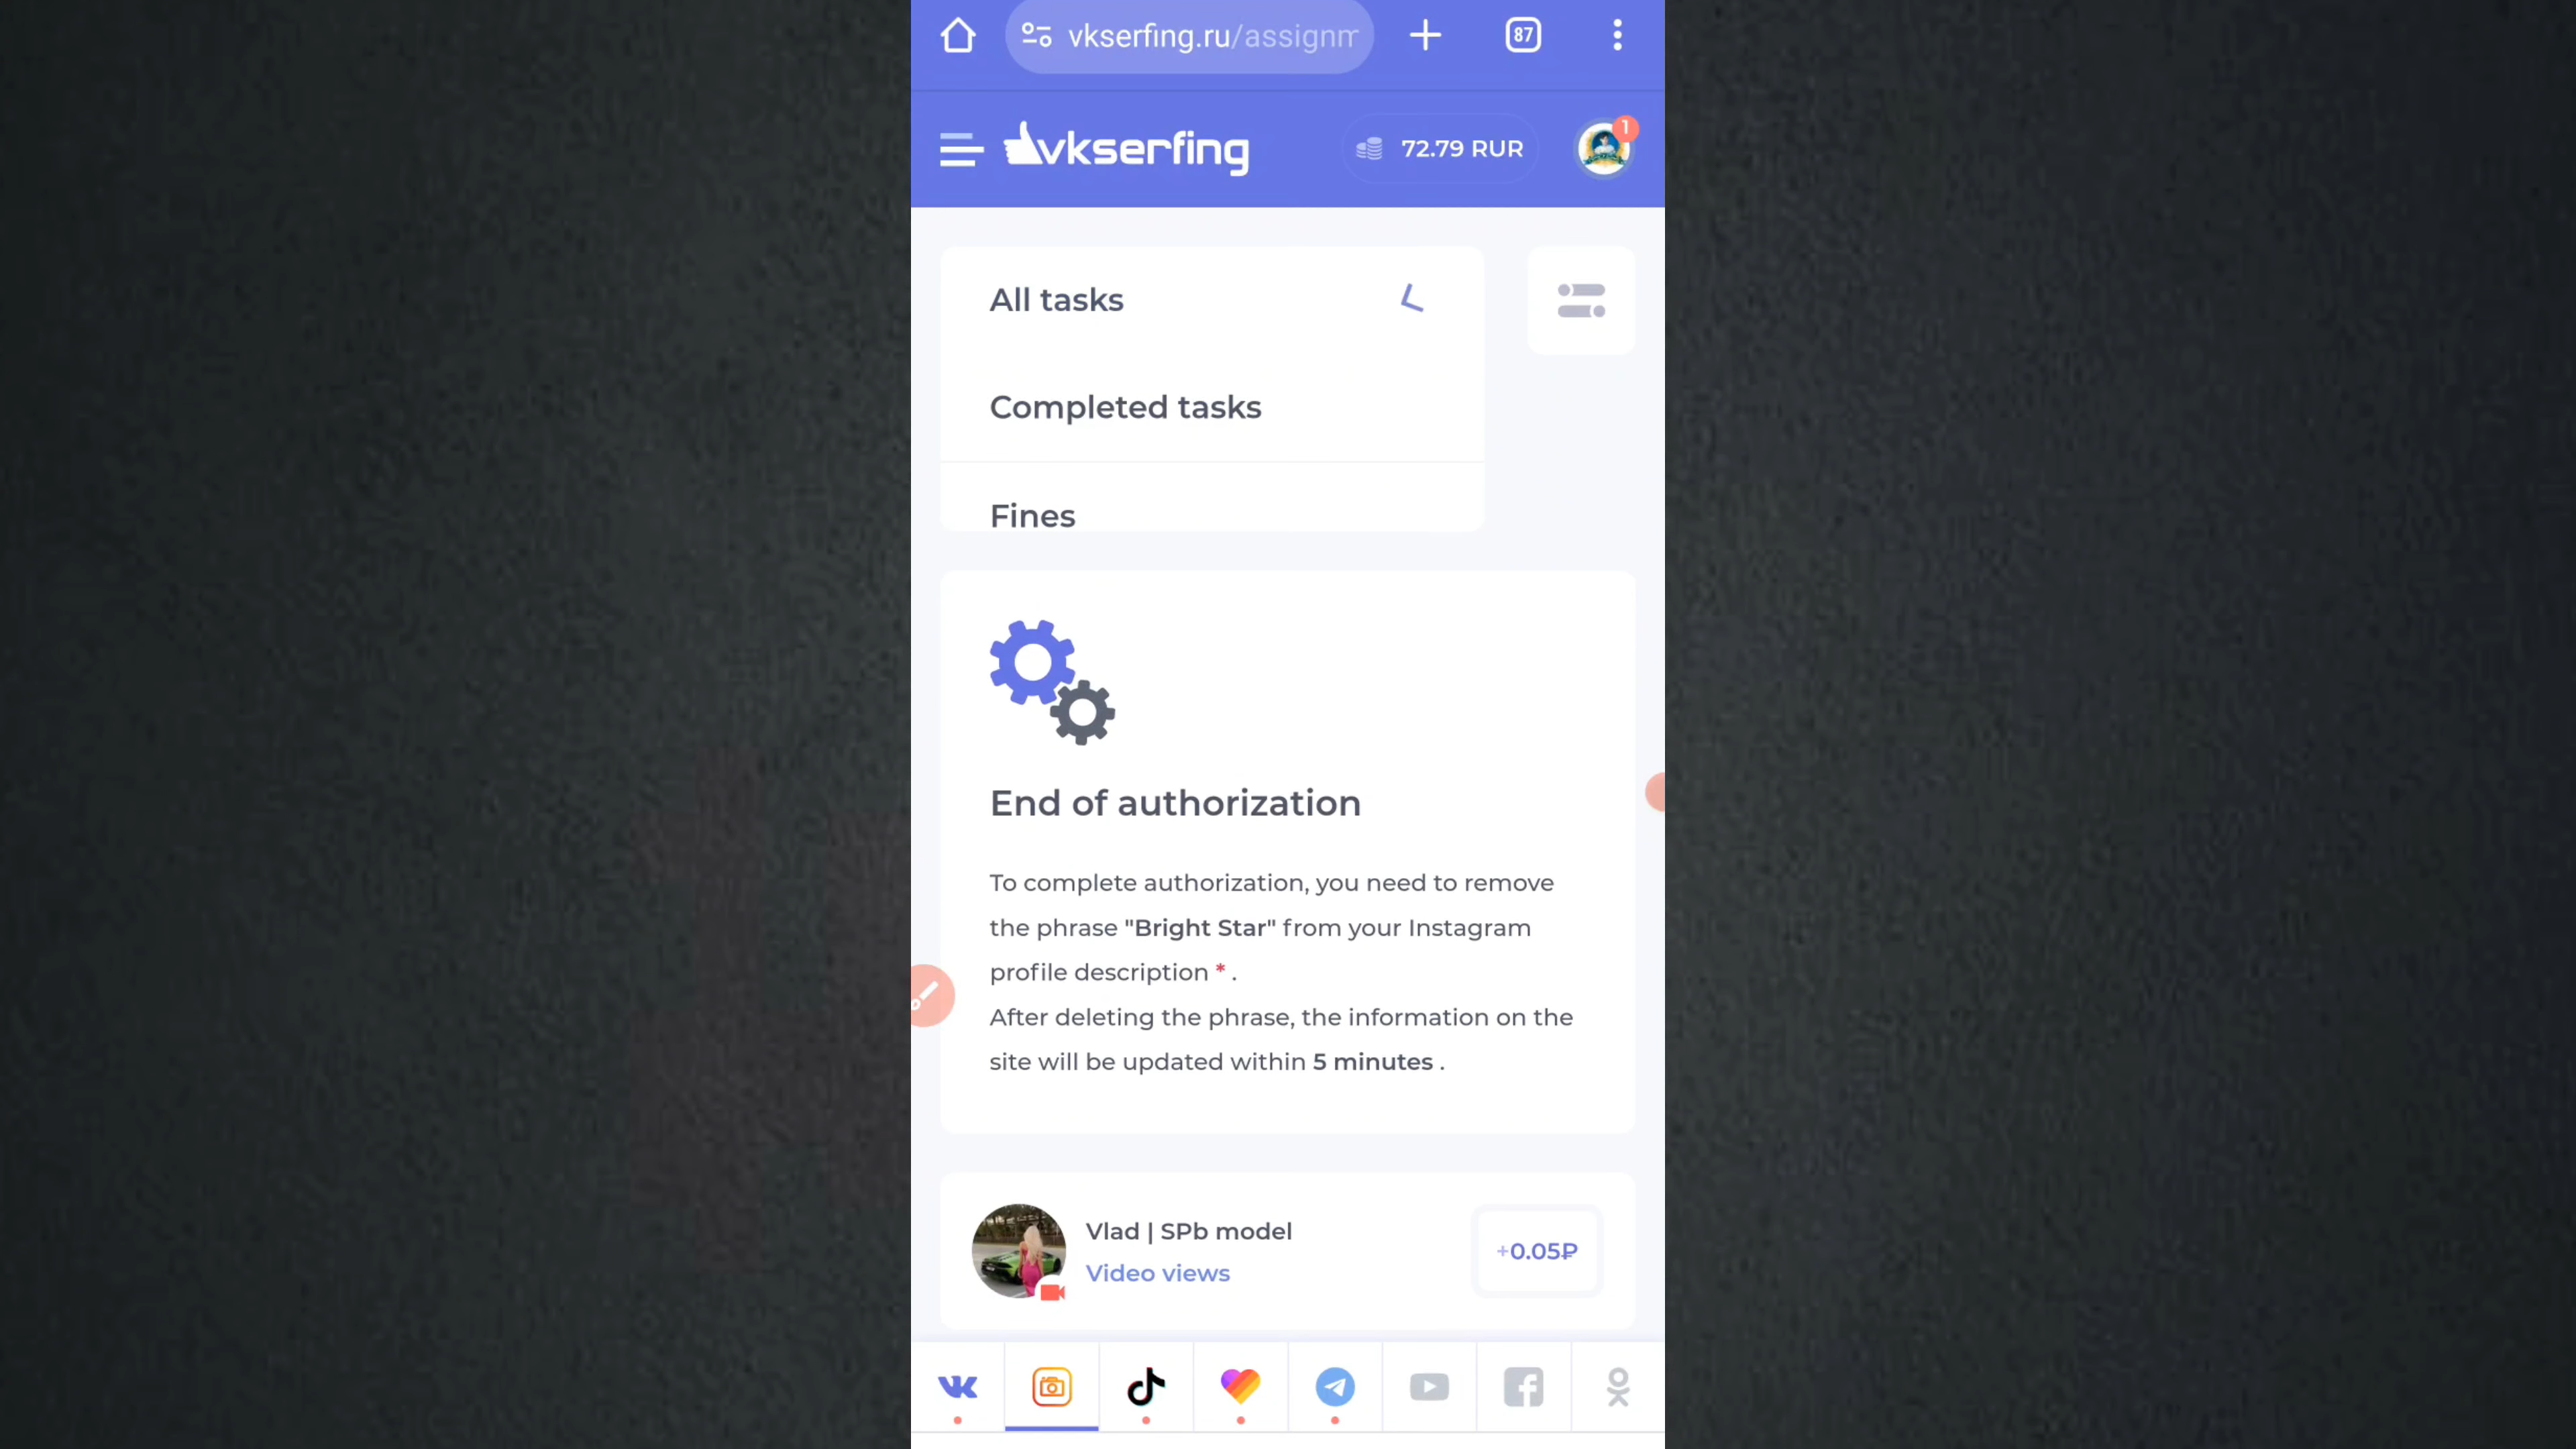 vkserfing.ru/assignm
87
vkserfing
72.79 RUR
1
All tasks
Completed tasks
Fines
End of authorization
To complete authorization, you need to remove
the phrase "Bright Star" from your Instagram
profile description * .
After deleting the phrase, the information on the
site will be updated within 5 minutes .
Vlad | SPb model
Video views
+0.05₽